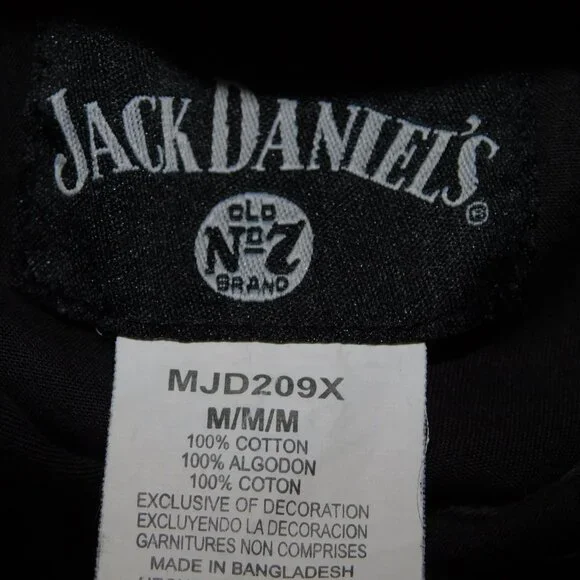 JACK DANIEL'S®
OLD
No 7
BRAND
MJD209X
M/M/M
100% COTTON
100% ALGODON
100% COTON
EXCLUSIVE OF DECORATION
EXCLUYENDO LA DECORACION
GARNITURES NON COMPRISES
MADE IN BANGLADESH